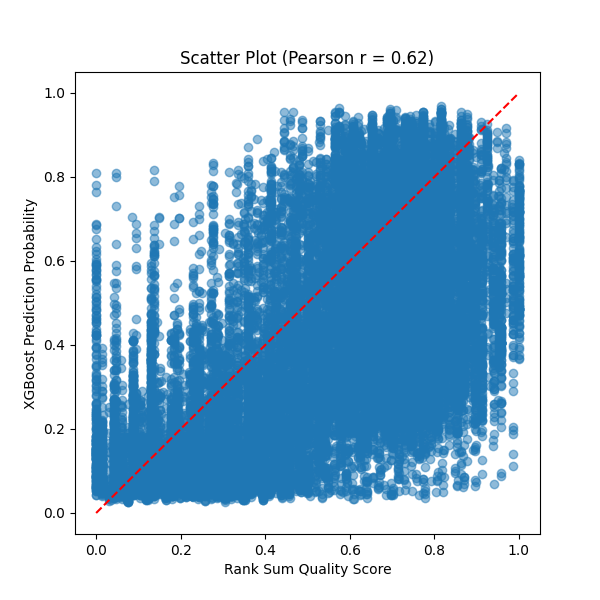 Scatter Plot (Pearson r = 0.62)
XGBoost Prediction Probability
1.0
0.8
0.6
0.4
0.2
0.0
0.0 0.2 0.4 0.6 0.8 1.0
Rank Sum Quality Score